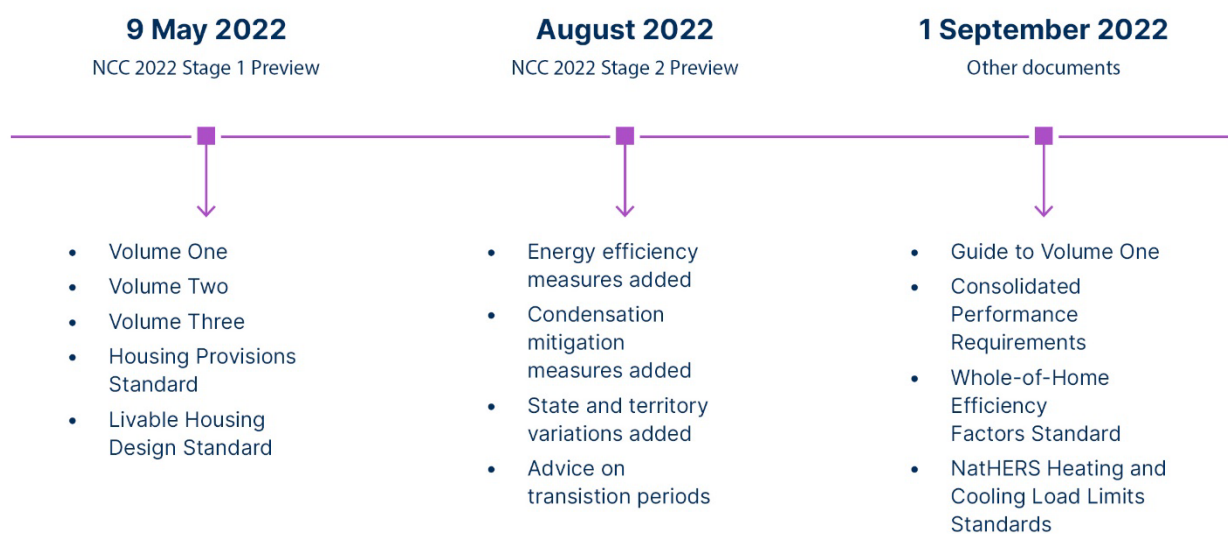 9 May 2022
NCC 2022 Stage 1 Preview
• Volume One
• Volume Two
• Volume Three
• Housing Provisions
Standard
• Livable Housing
Design Standard
August 2022
NCC 2022 Stage 2 Preview
• Energy efficiency
measures added
• Condensation
mitigation
measures added
• State and territory
variations added
• Advice on
transistion periods
1 September 2022
Other documents
• Guide to Volume One
• Consolidated
Performance
Requirements
• Whole-of-Home
Efficiency
Factors Standard
• NatHERS Heating and
Cooling Load Limits
Standards